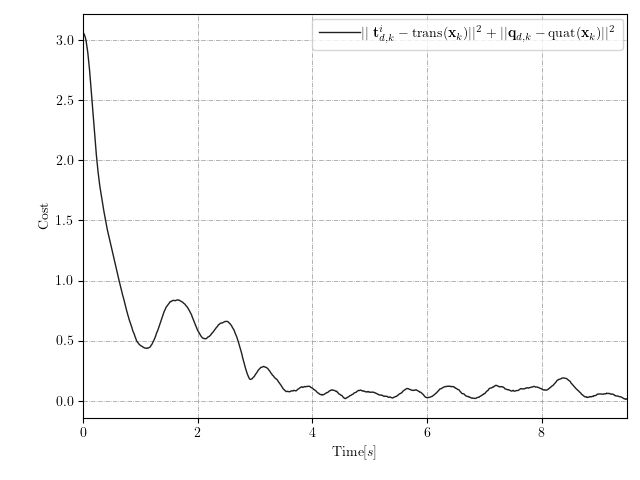 || t^i_{d,k} − trans(x_k)||² + ||q_{d,k} − quat(x_k)||²
3.0
2.5
2.0
1.5
1.0
0.5
0.0
Cost
0 2 4 6 8
Time[s]